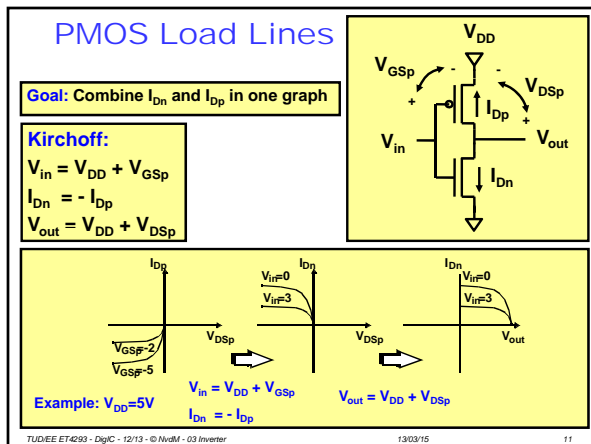 PMOS Load Lines
Goal: Combine I_Dn and I_Dp in one graph
Kirchoff:
V_in = V_DD + V_GSp
I_Dn = - I_Dp
V_out = V_DD + V_DSp
V_DD
V_GSp - - V_DSp
+ I_Dp +
V_in V_out
I_Dn
I_Dp I_Dn I_Dn
V_in=0 V_in=0
V_in=3 V_in=3
V_DSp V_DSp V_out
V_GSp=-2
V_GSp=-5
Example: V_DD=5V
V_in = V_DD + V_GSp
I_Dn = - I_Dp
V_out = V_DD + V_DSp
TUD/EE ET4293 - DigIC - 12/13 - © NvdM - 03 Inverter 13/03/15 11